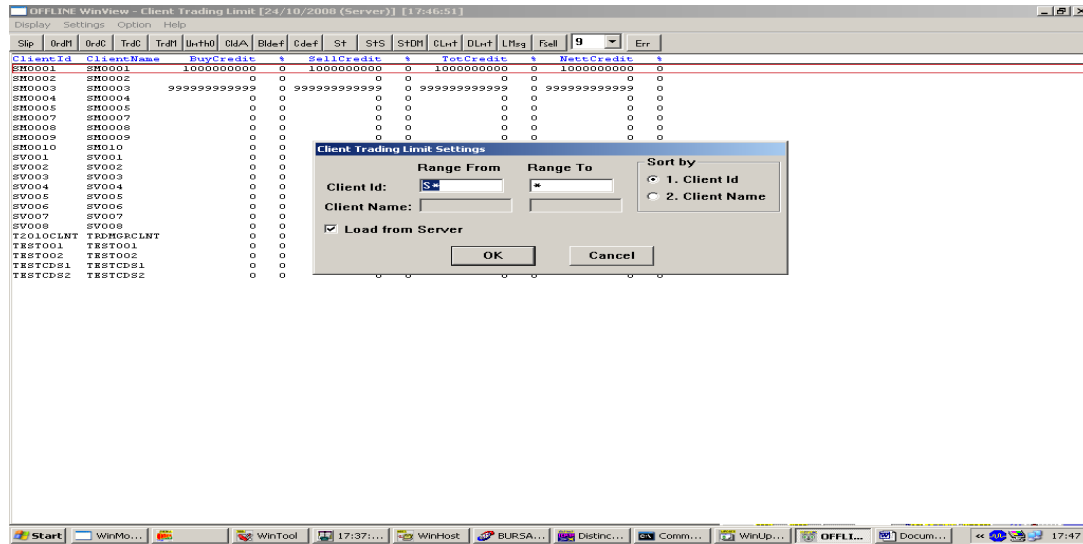 OFFLINE WinView - Client Trading Limit [24/10/2008 (Server)] [17:46:51]
Display Settings Option Help
Slip OrdM OrdC TrdC TrdM UnthO CldA Bldef Cdef St StS StDM CLmt DLmt LMsg Fsell 9 Err
ClientId ClientName BuyCredit % SellCredit % TotCredit % NettCredit %
SM0001 SM0001 1000000000 0 1000000000 0 1000000000 0 1000000000 0
SM0002 SM0002 0 0 0 0 0 0 0 0
SM0003 SM0003 999999999999 0 999999999999 0 999999999999 0 999999999999 0
SM0004 SM0004 0 0 0 0 0 0 0 0
SM0005 SM0005 0 0 0 0 0 0 0 0
SM0007 SM0007 0 0 0 0 0 0 0 0
SM0008 SM0008 0 0 0 0 0 0 0 0
SM0009 SM0009 0 0 0 0 0 0 0 0
SM0010 SM010 0 0
SV001 SV001 0 0
SV002 SV002 0 0
SV003 SV003 0 0
SV004 SV004 0 0
SV005 SV005 0 0
SV006 SV006 0 0
SV007 SV007 0 0
SV008 SV008 0 0
T2010CLNT TRDMGRCLNT 0 0
TEST001 TEST001 0 0
TEST002 TEST002 0 0
TESTCDS1 TESTCDS1 0 0
TESTCDS2 TESTCDS2 0 0 0 0 0 0 0 0
Client Trading Limit Settings
Range From Range To
Client Id: S* *
Client Name:
Load from Server
Sort by
1. Client Id
2. Client Name
OK Cancel
Start WinMo... WinTool 17:37:... WinHost BURSA... Distinc... Comm... WinUp... OFFLI... Docum... « 17:47